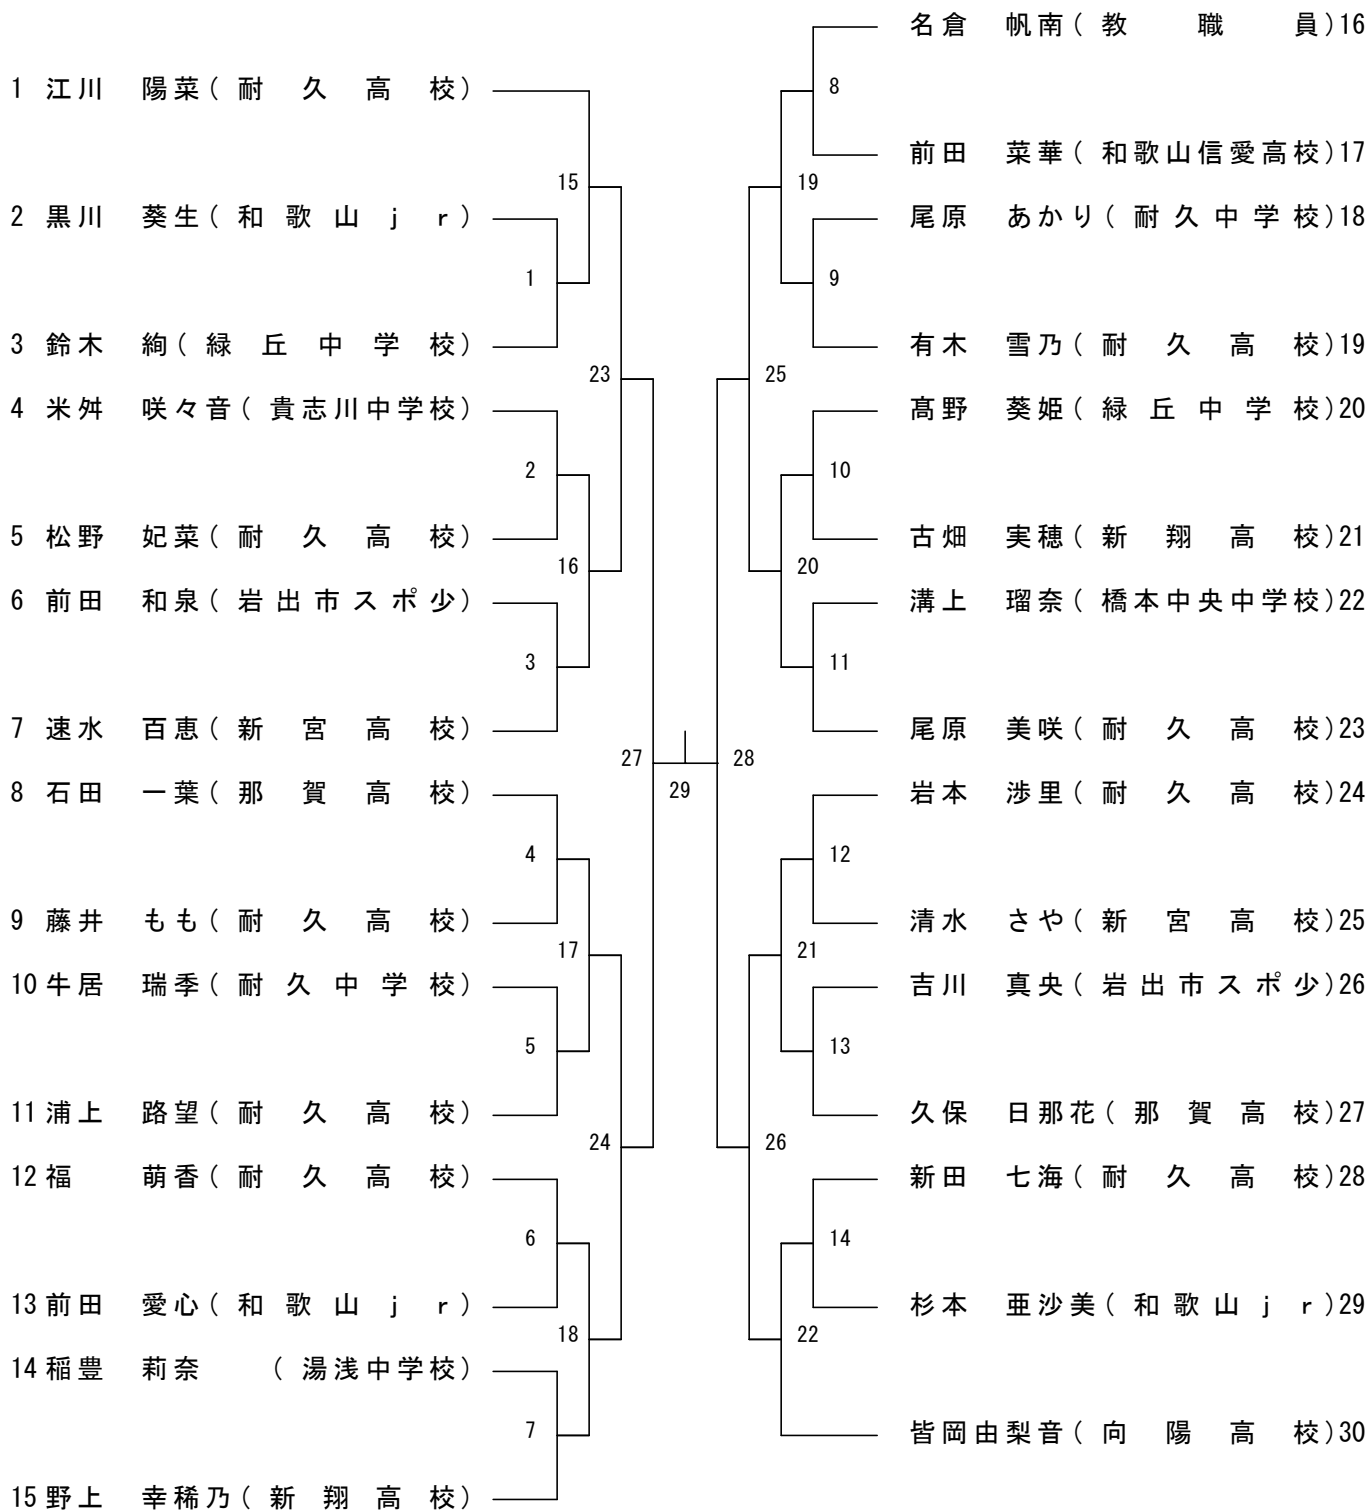 名倉 帆南(教職員)16
1 江川 陽菜(耐久高校)
8
前田 菜華(和歌山信愛高校)17
15
19
2 黒川 葵生(和歌山jr)
尾原 あかり(耐久中学校)18
1
9
3 鈴木 絢(緑丘中学校)
有木 雪乃(耐久高校)19
23
25
4 米舛 咲々音(貴志川中学校)
髙野 葵姫(緑丘中学校)20
2
10
5 松野 妃菜(耐久高校)
古畑 実穂(新翔高校)21
16
20
6 前田 和泉(岩出市スポ少)
溝上 瑠奈(橋本中央中学校)22
3
11
7 速水 百恵(新宮高校)
尾原 美咲(耐久高校)23
27
28
29
8 石田 一葉(那賀高校)
岩本 渉里(耐久高校)24
4
12
9 藤井 もも(耐久高校)
清水 さや(新宮高校)25
17
21
10 牛居 瑞季(耐久中学校)
吉川 真央(岩出市スポ少)26
5
13
11 浦上 路望(耐久高校)
久保 日那花(那賀高校)27
24
26
12 福 萌香(耐久高校)
新田 七海(耐久高校)28
6
14
13 前田 愛心(和歌山jr)
杉本 亜沙美(和歌山jr)29
18
22
14 稲豊 莉奈 (湯浅中学校)
7
皆岡由梨音(向陽高校)30
15 野上 幸稀乃(新翔高校)